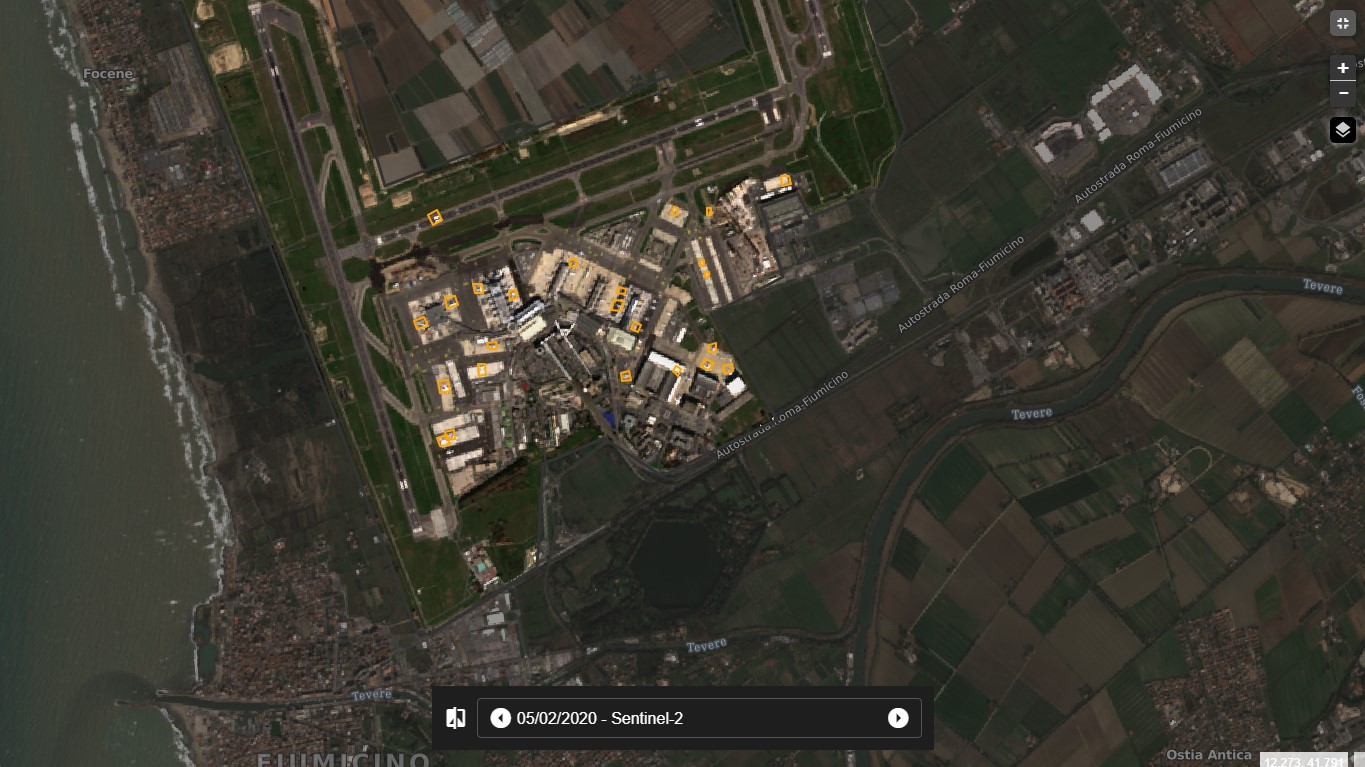 Focene
Autostrada Roma-Fiumicino
Autostrada Roma-Fiumicino
Tevere
Autostrada Roma-Fiumicino
Tevere
Tevere
Tevere
05/02/2020 - Sentinel-2
FIUMICINO
Ostia Antica
12.273, 41.791